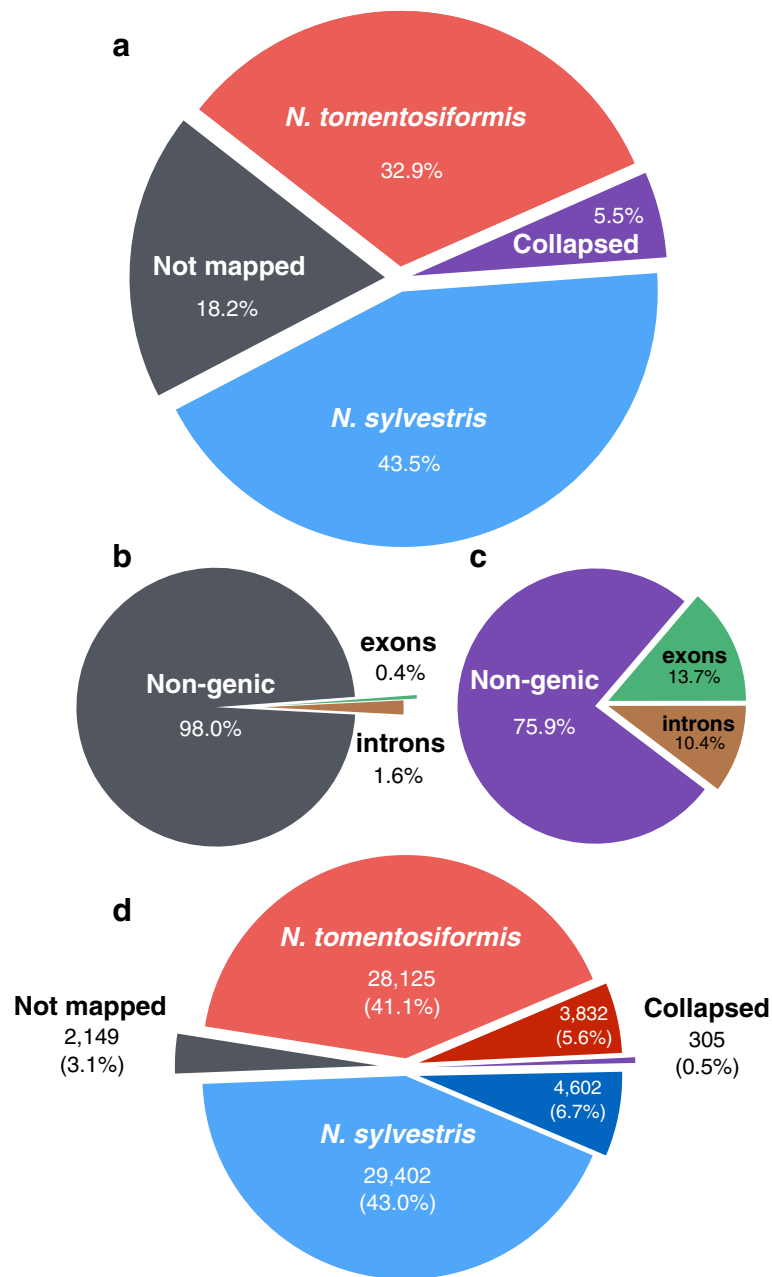 a
N. tomentosiformis
32.9%
5.5%
Collapsed
Not mapped
18.2%
N. sylvestris
43.5%
b
Non-genic
98.0%
exons
0.4%
introns
1.6%
c
Non-genic
75.9%
exons
13.7%
introns
10.4%
d
N. tomentosiformis
28,125
(41.1%)
Not mapped
2,149
(3.1%)
3,832
(5.6%)
Collapsed
305
(0.5%)
4,602
(6.7%)
N. sylvestris
29,402
(43.0%)